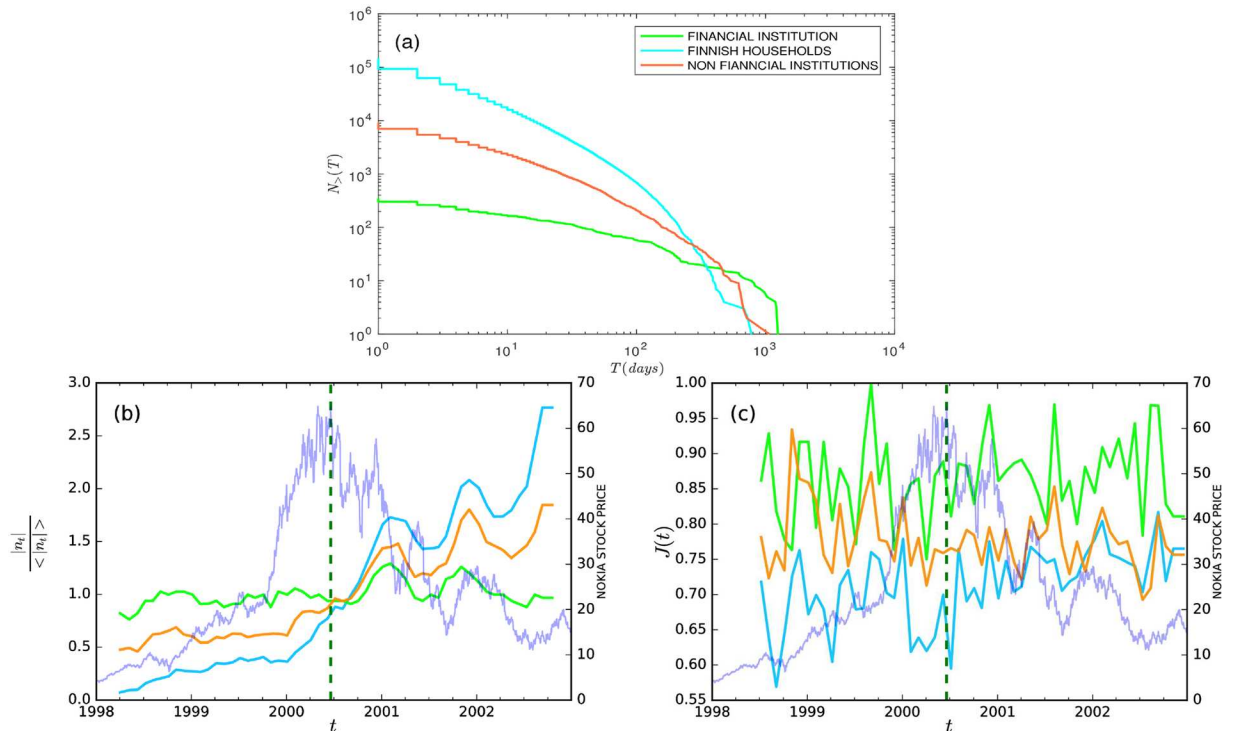 (a)
FINANCIAL INSTITUTION
FINNISH HOUSEHOLDS
NON FIANNCIAL INSTITUTIONS
10^6
10^5
10^4
10^3
10^2
10^1
10^0
N_>(T)
10^0 10^1 10^2 10^3 10^4
T(days)
(b)
3.0
2.5
2.0
1.5
1.0
0.5
0.0
|n_t|
<|n_t|>
70
60
50
40
30
20
10
0
NOKIA STOCK PRICE
1998 1999 2000 2001 2002
t
(c)
1.00
0.95
0.90
0.85
0.80
0.75
0.70
0.65
0.60
0.55
J(t)
70
60
50
40
30
20
10
0
NOKIA STOCK PRICE
1998 1999 2000 2001 2002
t